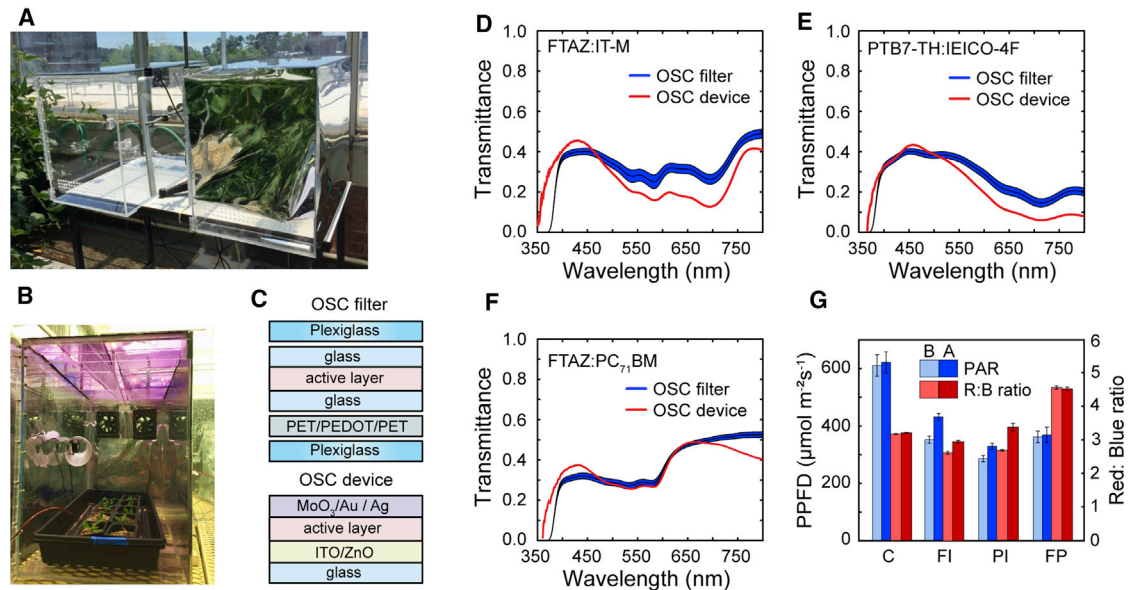 A
B
C
OSC filter
Plexiglass
glass
active layer
glass
PET/PEDOT/PET
Plexiglass
OSC device
MoO3/Au / Ag
active layer
ITO/ZnO
glass
D
FTAZ:IT-M
OSC filter
OSC device
Transmittance
1.0
0.8
0.6
0.4
0.2
0.0
350 450 550 650 750
Wavelength (nm)
E
PTB7-TH:IEICO-4F
OSC filter
OSC device
Transmittance
1.0
0.8
0.6
0.4
0.2
0.0
350 450 550 650 750
Wavelength (nm)
F
FTAZ:PC71BM
OSC filter
OSC device
Transmittance
1.0
0.8
0.6
0.4
0.2
0.0
350 450 550 650 750
Wavelength (nm)
G
B A
PAR
R:B ratio
PPFD (μmol m⁻²s⁻¹)
600
400
300
200
0
Red: Blue ratio
6
5
4
3
2
1
0
C FI PI FP